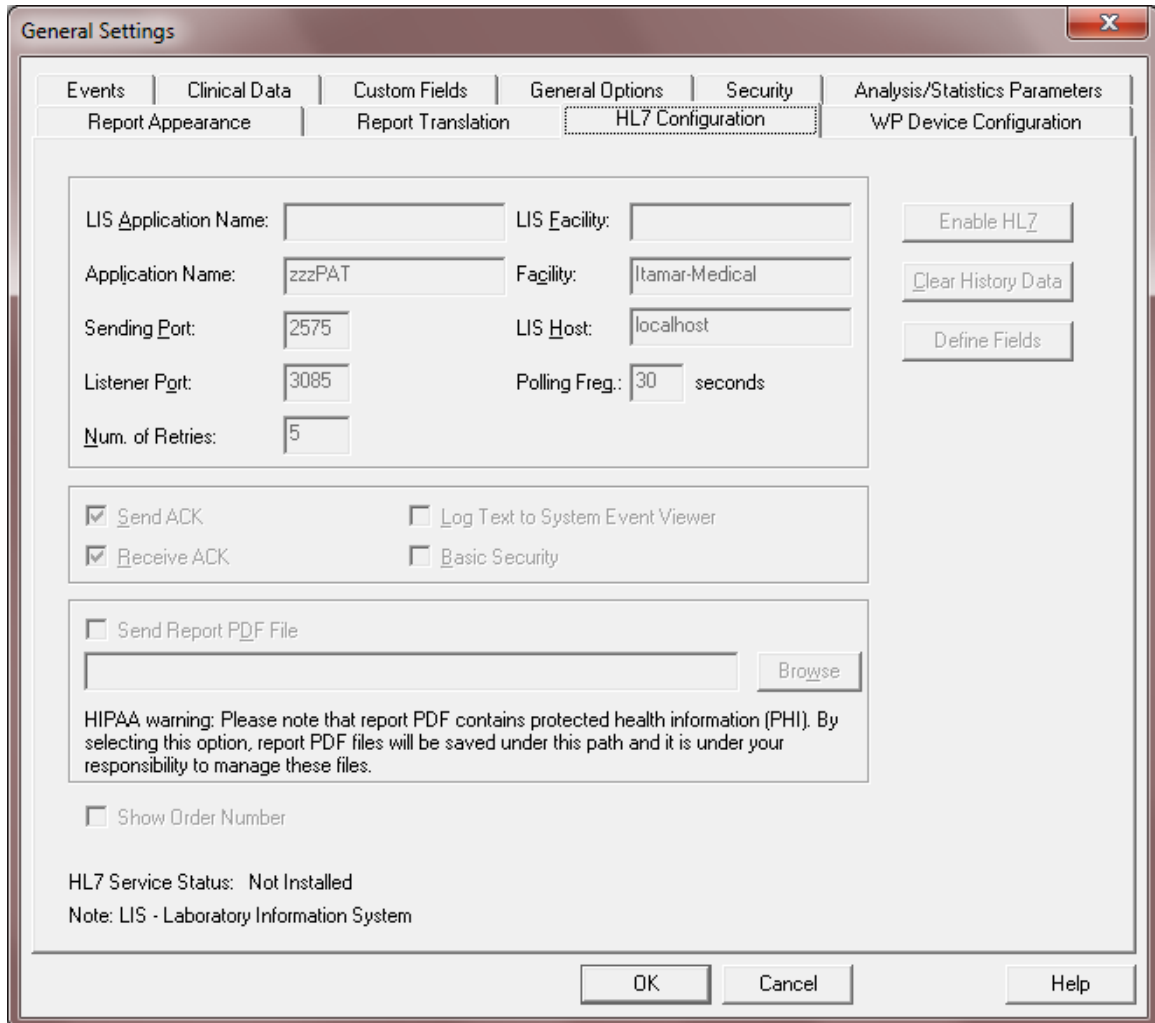 General Settings
Events Clinical Data Custom Fields General Options Security Analysis/Statistics Parameters
Report Appearance Report Translation HL7 Configuration WP Device Configuration
LIS Application Name: LIS Facility: Enable HL7
Application Name: zzzPAT Facility: Itamar-Medical Clear History Data
Sending Port: 2575 LIS Host: localhost Define Fields
Listener Port: 3085 Polling Freg.: 30 seconds
Num. of Retries: 5
Send ACK Log Text to System Event Viewer
Receive ACK Basic Security
Send Report PDF File
Browse
HIPAA warning: Please note that report PDF contains protected health information (PHI). By
selecting this option, report PDF files will be saved under this path and it is under your
responsibility to manage these files.
Show Order Number
HL7 Service Status: Not Installed
Note: LIS - Laboratory Information System
OK Cancel Help